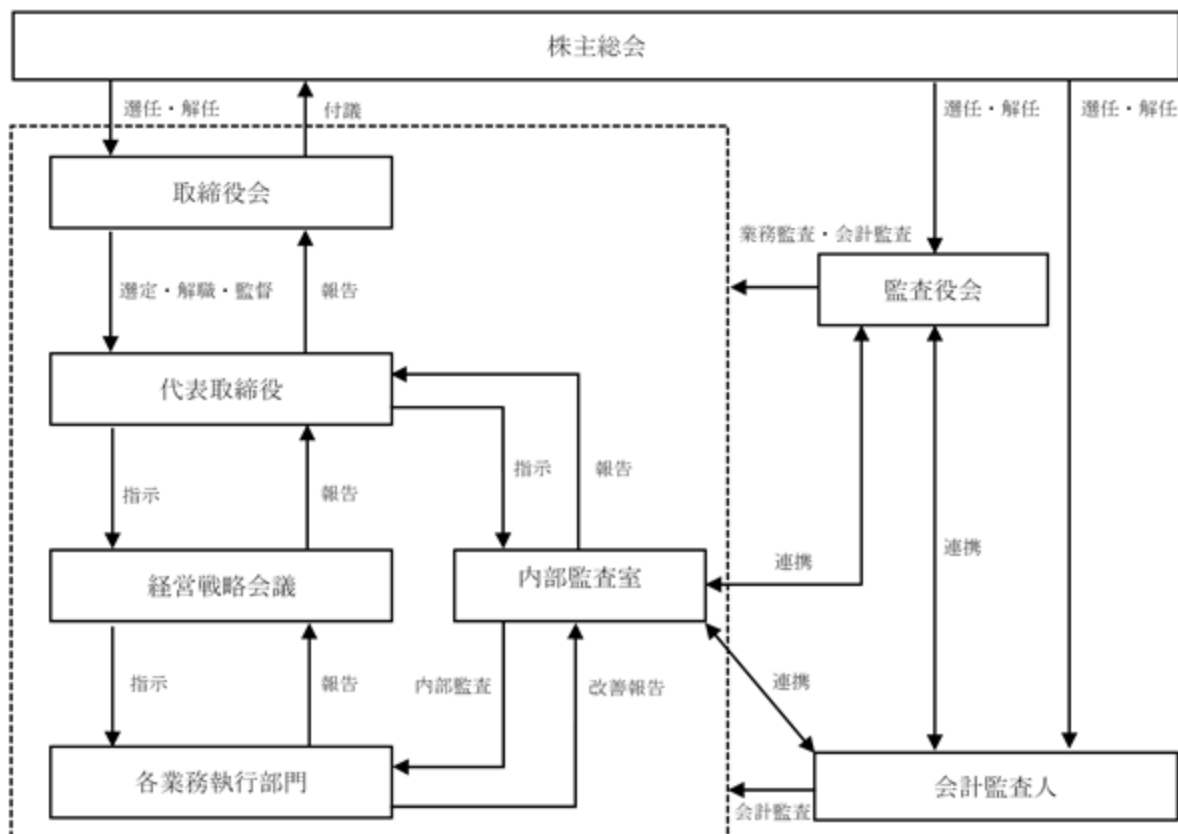 株主総会
選任・解任
付議
選任・解任
選任・解任
取締役会
業務監査・会計監査
監査役会
選定・解職・監督
報告
代表取締役
指示
報告
指示
報告
連携
連携
経営戦略会議
内部監査室
指示
報告
内部監査
改善報告
連携
各業務執行部門
会計監査人
会計監査